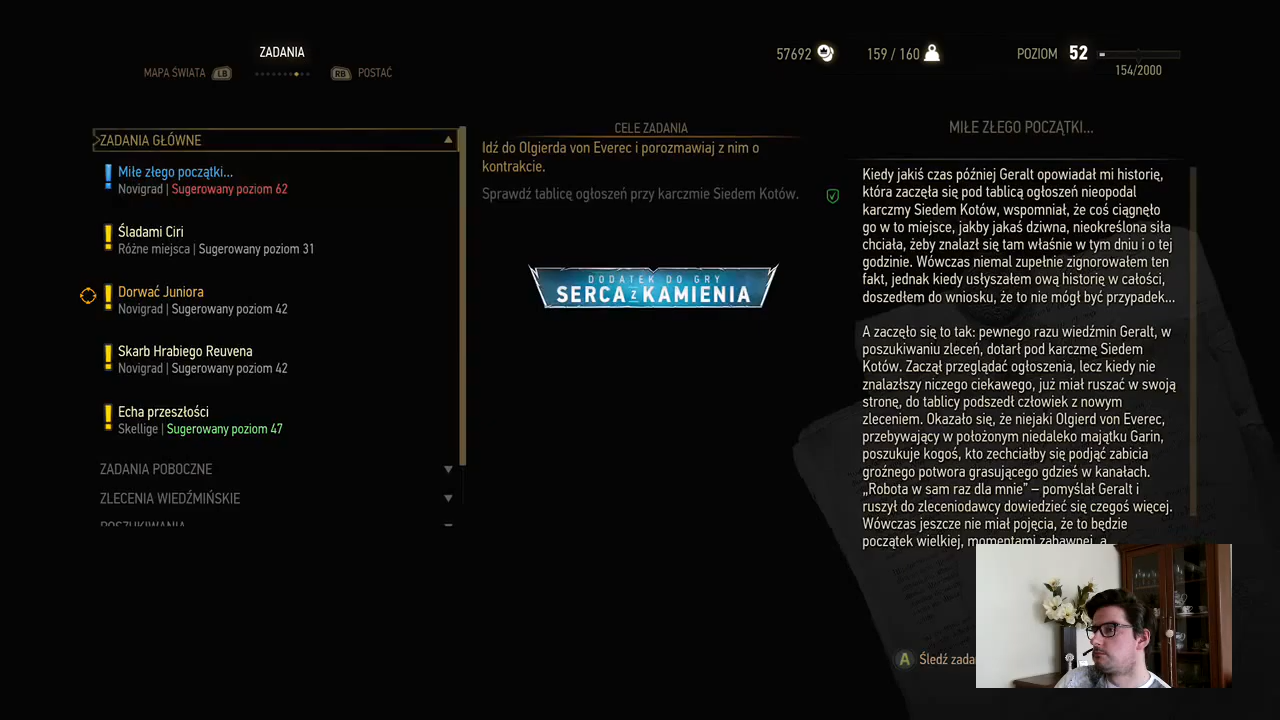 ZADANIA
MAPA ŚWIATA LB
RB POSTAĆ
57692
159 / 160
POZIOM 52
154/2000
ZADANIA GŁÓWNE
Miłe złego początki...
Novigrad | Sugerowany poziom 62
Śladami Ciri
Różne miejsca | Sugerowany poziom 31
Dorwać Juniora
Novigrad | Sugerowany poziom 42
Skarb Hrabiego Reuvena
Novigrad | Sugerowany poziom 42
Echa przeszłości
Skellige | Sugerowany poziom 47
ZADANIA POBOCZNE
ZLECENIA WIEDŹMIŃSKIE
POSZUKIWANIA
CELE ZADANIA
Idź do Olgierda von Everec i porozmawiaj z nim o
kontrakcie.
Sprawdź tablicę ogłoszeń przy karczmie Siedem Kotów.
DODATEK DO GRY
SERCA Z KAMIENIA
MIŁE ZŁEGO POCZĄTKI...
Kiedy jakiś czas później Geralt opowiadał mi historię,
która zaczęła się pod tablicą ogłoszeń nieopodal
karczmy Siedem Kotów, wspomniał, że coś ciągnęło
go w to miejsce, jakby jakaś dziwna, nieokreślona siła
chciała, żeby znalazł się tam właśnie w tym dniu i o tej
godzinie. Wówczas niemal zupełnie zignorowałem ten
fakt, jednak kiedy usłyszałem ową historię w całości,
doszedłem do wniosku, że to nie mógł być przypadek...
A zaczęło się to tak: pewnego razu wiedźmin Geralt, w
poszukiwaniu zleceń, dotarł pod karczmę Siedem
Kotów. Zaczął przeglądać ogłoszenia, lecz kiedy nie
znalazłszy niczego ciekawego, już miał ruszać w swoją
stronę, do tablicy podszedł człowiek z nowym
zleceniem. Okazało się, że niejaki Olgierd von Everec,
przebywający w położonym niedaleko majątku Garin,
poszukuje kogoś, kto zechciałby się podjąć zabicia
groźnego potwora grasującego gdzieś w kanałach.
„Robota w sam raz dla mnie” – pomyślał Geralt i
ruszył do zleceniodawcy dowiedzieć się czegoś więcej.
Wówczas jeszcze nie miał pojęcia, że to będzie
początek wielkiej, momentami zabawnej, a
A Śledź zada